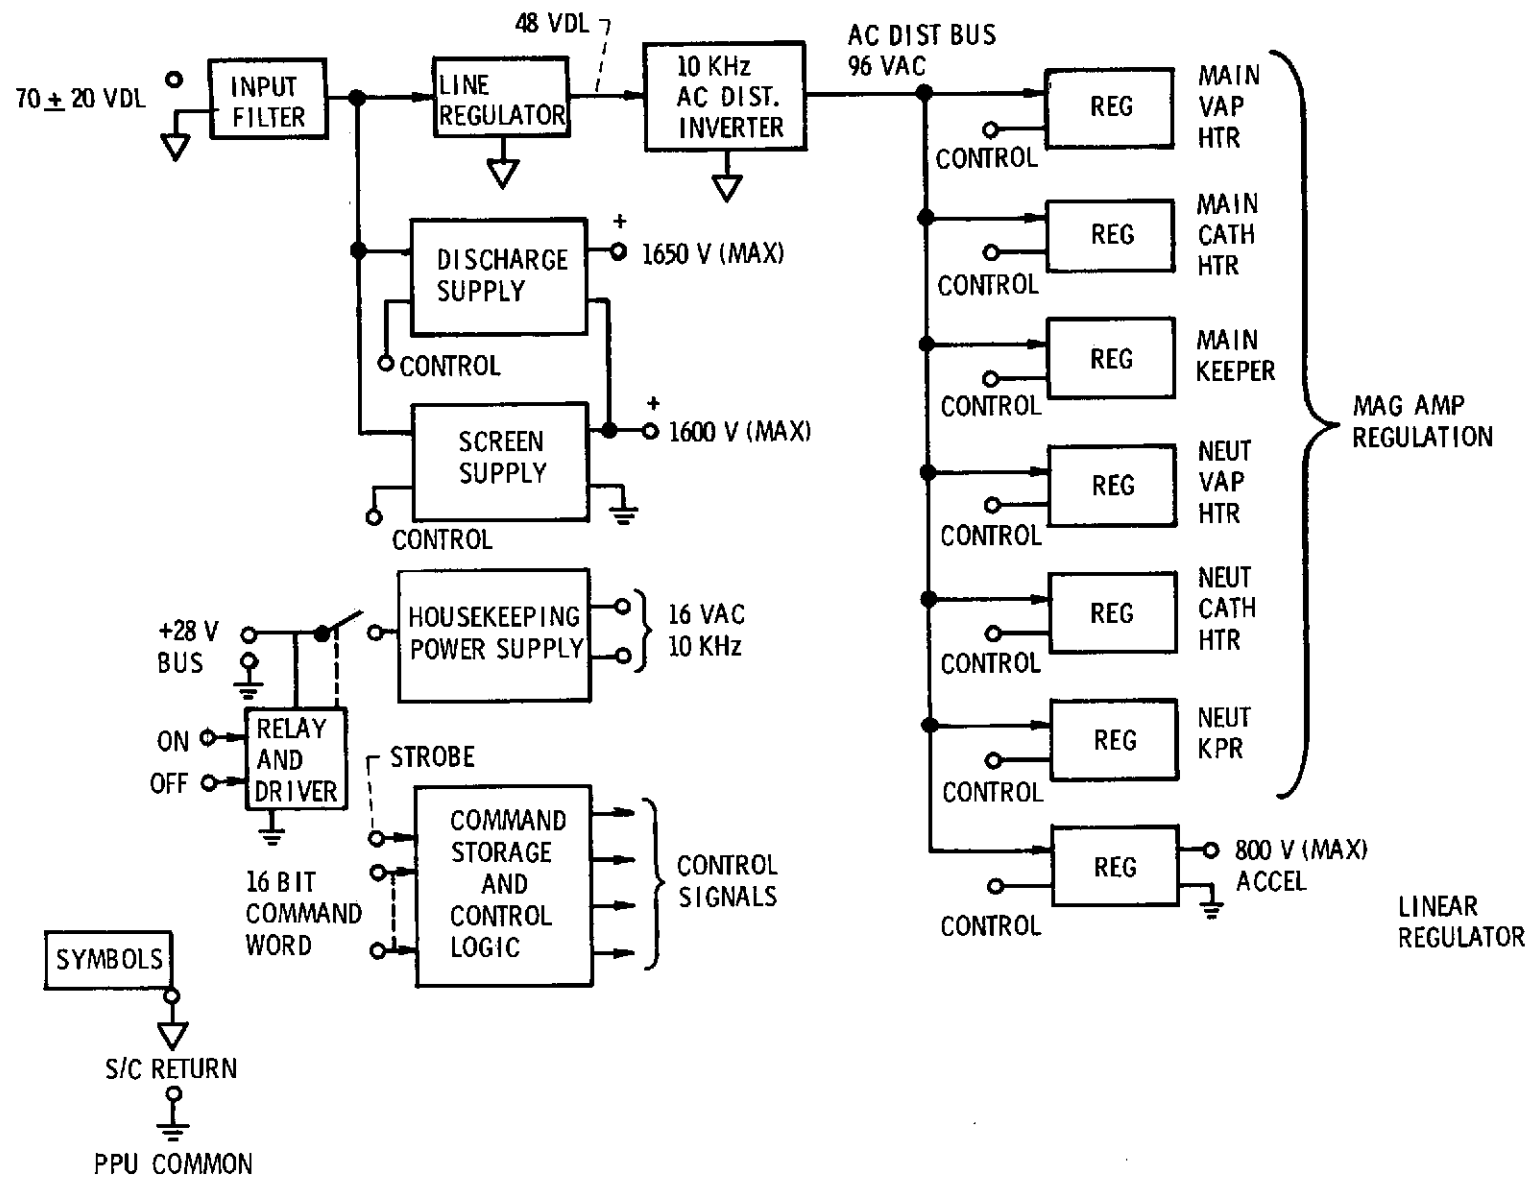 48 VDL
70 ± 20 VDL
INPUT
FILTER
LINE
REGULATOR
10 KHz
AC DIST.
INVERTER
AC DIST BUS
96 VAC
REG
CONTROL
MAIN
VAP
HTR
REG
CONTROL
MAIN
CATH
HTR
REG
CONTROL
MAIN
KEEPER
REG
CONTROL
NEUT
VAP
HTR
REG
CONTROL
NEUT
CATH
HTR
REG
CONTROL
NEUT
KPR
MAG AMP
REGULATION
REG
CONTROL
800 V (MAX)
ACCEL
LINEAR
REGULATOR
DISCHARGE
SUPPLY
+
1650 V (MAX)
CONTROL
SCREEN
SUPPLY
+
1600 V (MAX)
CONTROL
+28 V
BUS
HOUSEKEEPING
POWER SUPPLY
16 VAC
10 KHz
ON
OFF
RELAY
AND
DRIVER
STROBE
16 BIT
COMMAND
WORD
COMMAND
STORAGE
AND
CONTROL
LOGIC
CONTROL
SIGNALS
SYMBOLS
S/C RETURN
PPU COMMON